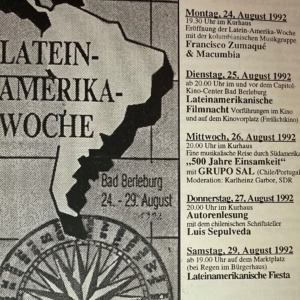 LATEIN-
AMERIKA-
WOCHE
Bad Berleburg
24. - 29. August
1992
Montag, 24. August 1992
19.30 Uhr im Kurhaus
Eröffnung der Latein-Amerika-Woche
mit der kolumbianischen Musikgruppe
Francisco Zumaqué
& Macumbia
Dienstag, 25. August 1992
ab 20.00 Uhr im und vor dem Capitol
Kino-Center Bad Berleburg
Lateinamerikanische
Filmnacht Vorführungen im Kino
und auf dem Kinovorplatz (Freilichtkino)
Mittwoch, 26. August 1992
20.00 Uhr im Kurhaus
Eine musikalische Reise durch Südamerika
„500 Jahre Einsamkeit"
mit GRUPO SAL (Chile/Portugal
Moderation: Karlheinz Garbor, SDR
Donnerstag, 27. August 1992
20.00 Uhr im Kurhaus
Autorenlesung
mit dem chilenischen Schriftsteller
Luis Sepulveda
Samstag, 29. August 1992
ab 19.00 Uhr auf dem Marktplatz
(bei Regen im Bürgerhaus)
Lateinamerikanische Fiesta